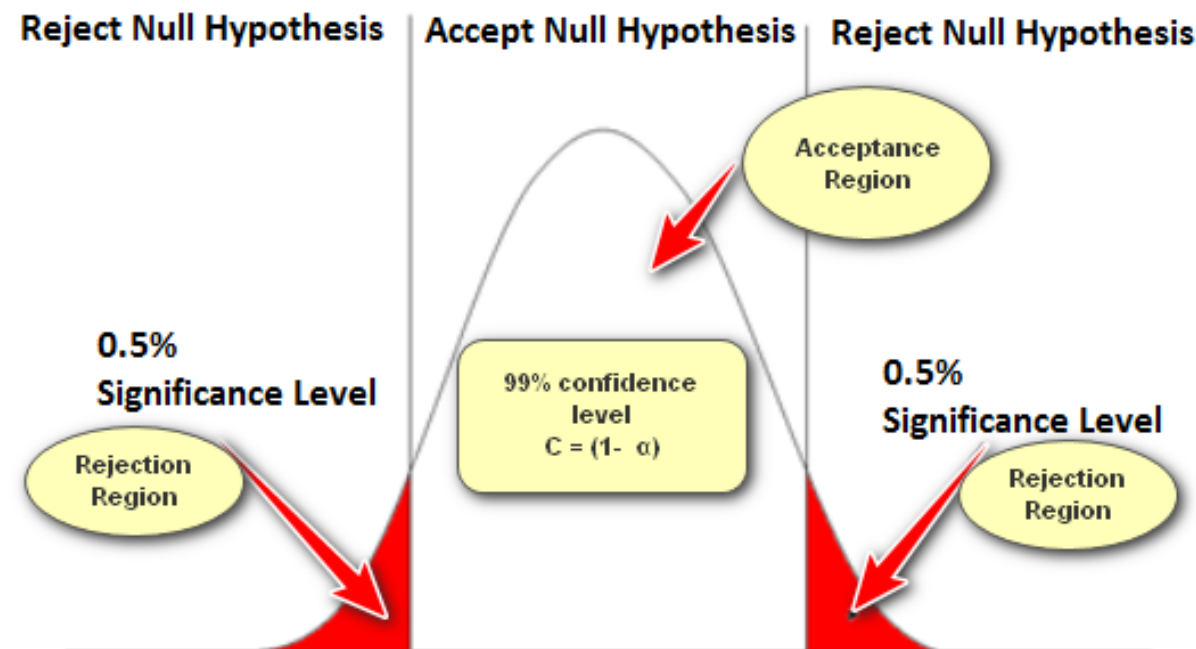 Reject Null Hypothesis
Accept Null Hypothesis
Reject Null Hypothesis
Acceptance
Region
0.5%
Significance Level
99% confidence
level
C = (1- α)
0.5%
Significance Level
Rejection
Region
Rejection
Region